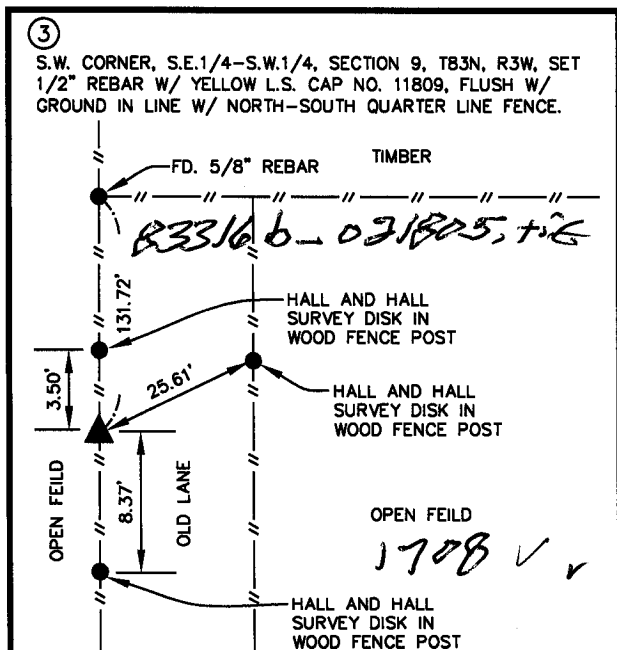 3
S.W. CORNER, S.E.1/4-S.W.1/4, SECTION 9, T83N, R3W, SET
1/2" REBAR W/ YELLOW L.S. CAP NO. 11809, FLUSH W/
GROUND IN LINE W/ NORTH-SOUTH QUARTER LINE FENCE.
FD. 5/8" REBAR
TIMBER
83316 b_021805.tif
131.72'
HALL AND HALL
SURVEY DISK IN
WOOD FENCE POST
3.50'
25.61'
HALL AND HALL
SURVEY DISK IN
WOOD FENCE POST
OPEN FEILD
8.37'
OLD LANE
OPEN FEILD
1708
HALL AND HALL
SURVEY DISK IN
WOOD FENCE POST